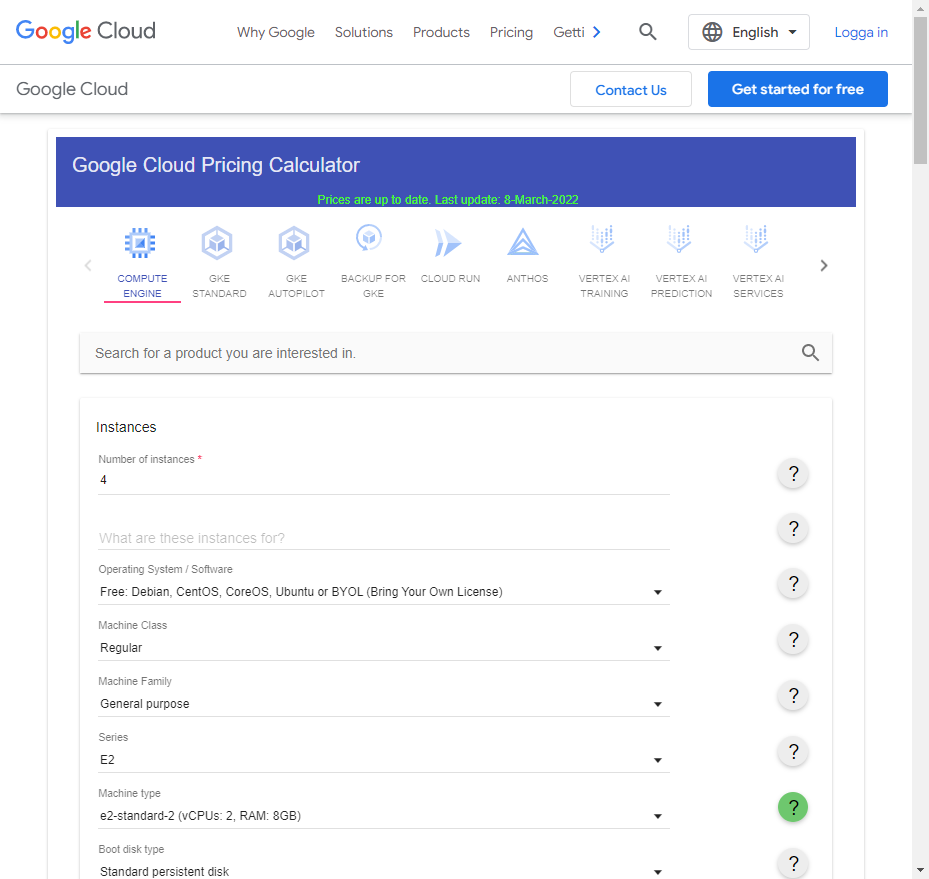 Google Cloud
Why Google
Solutions
Products
Pricing
Getti
English
Logga in
Google Cloud
Contact Us
Get started for free
Google Cloud Pricing Calculator
Prices are up to date. Last update: 8-March-2022
COMPUTE
ENGINE
GKE
STANDARD
GKE
AUTOPILOT
BACKUP FOR
GKE
CLOUD RUN
ANTHOS
VERTEX AI
TRAINING
VERTEX AI
PREDICTION
VERTEX AI
SERVICES
Search for a product you are interested in.
Instances
Number of instances *
4
?
What are these instances for?
?
Operating System / Software
Free: Debian, CentOS, CoreOS, Ubuntu or BYOL (Bring Your Own License)
?
Machine Class
Regular
?
Machine Family
General purpose
?
Series
E2
?
Machine type
e2-standard-2 (vCPUs: 2, RAM: 8GB)
?
Boot disk type
Standard persistent disk
?